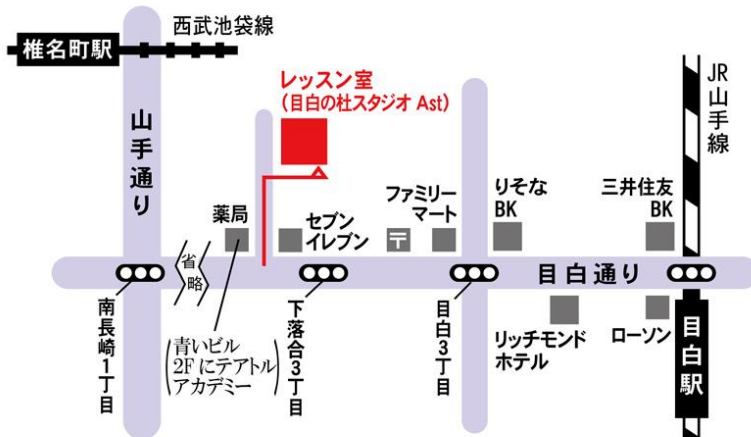 西武池袋線
椎名町駅
山手通り
レッスン室
(目白の杜スタジオ Ast)
JR山手線
薬局
セブン
イレブン
〒
ファミリー
マート
りそな
BK
三井住友
BK
省略
目白通り
南長崎1丁目
(青いビル
2Fにテアトル
アカデミー)
下落合3丁目
目白3丁目
リッチモンド
ホテル
ローソン
目白駅